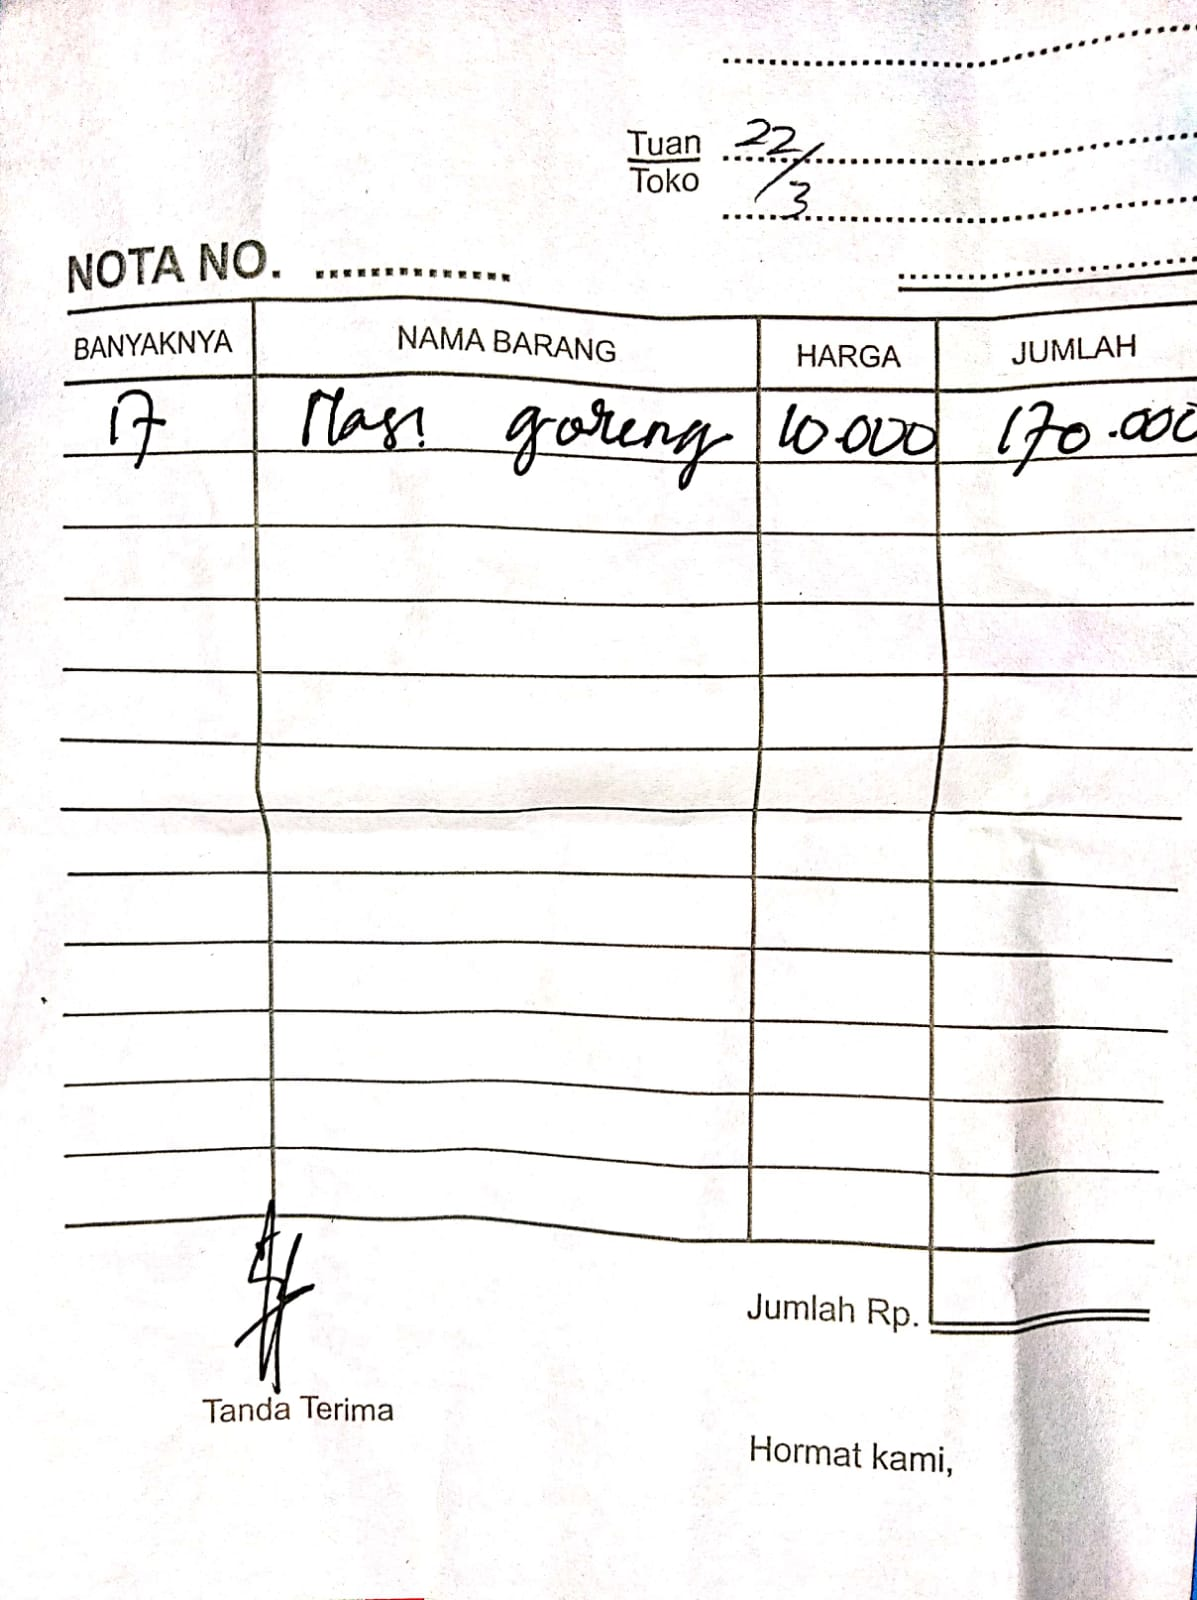 Tuan
Toko
22/3
NOTA NO. ..............
BANYAKNYA NAMA BARANG HARGA JUMLAH
17 Nasi goreng 10.000 170.000
Jumlah Rp.
Tanda Terima
Hormat kami,